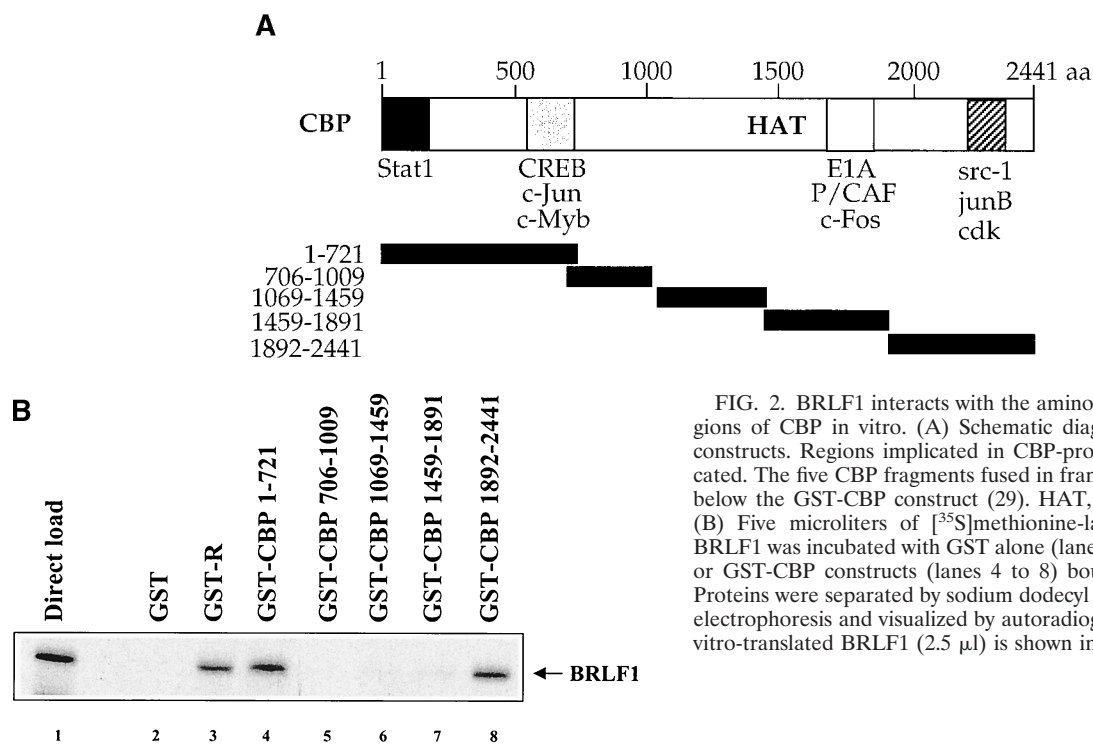 A
1 500 1000 1500 2000 2441 aa
CBP HAT
Stat1 CREB E1A src-1
c-Jun P/CAF junB
c-Myb c-Fos cdk
1-721
706-1009
1069-1459
1459-1891
1892-2441
B
Direct load
GST
GST-R
GST-CBP 1-721
GST-CBP 706-1009
GST-CBP 1069-1459
GST-CBP 1459-1891
GST-CBP 1892-2441
BRLF1
1 2 3 4 5 6 7 8
FIG. 2. BRLF1 interacts with the amino
gions of CBP in vitro. (A) Schematic diag
constructs. Regions implicated in CBP-pro
cated. The five CBP fragments fused in fram
below the GST-CBP construct (29). HAT,
(B) Five microliters of [35S]methionine-la
BRLF1 was incubated with GST alone (lane
or GST-CBP constructs (lanes 4 to 8) bou
Proteins were separated by sodium dodecyl
electrophoresis and visualized by autoradiog
vitro-translated BRLF1 (2.5 μl) is shown in